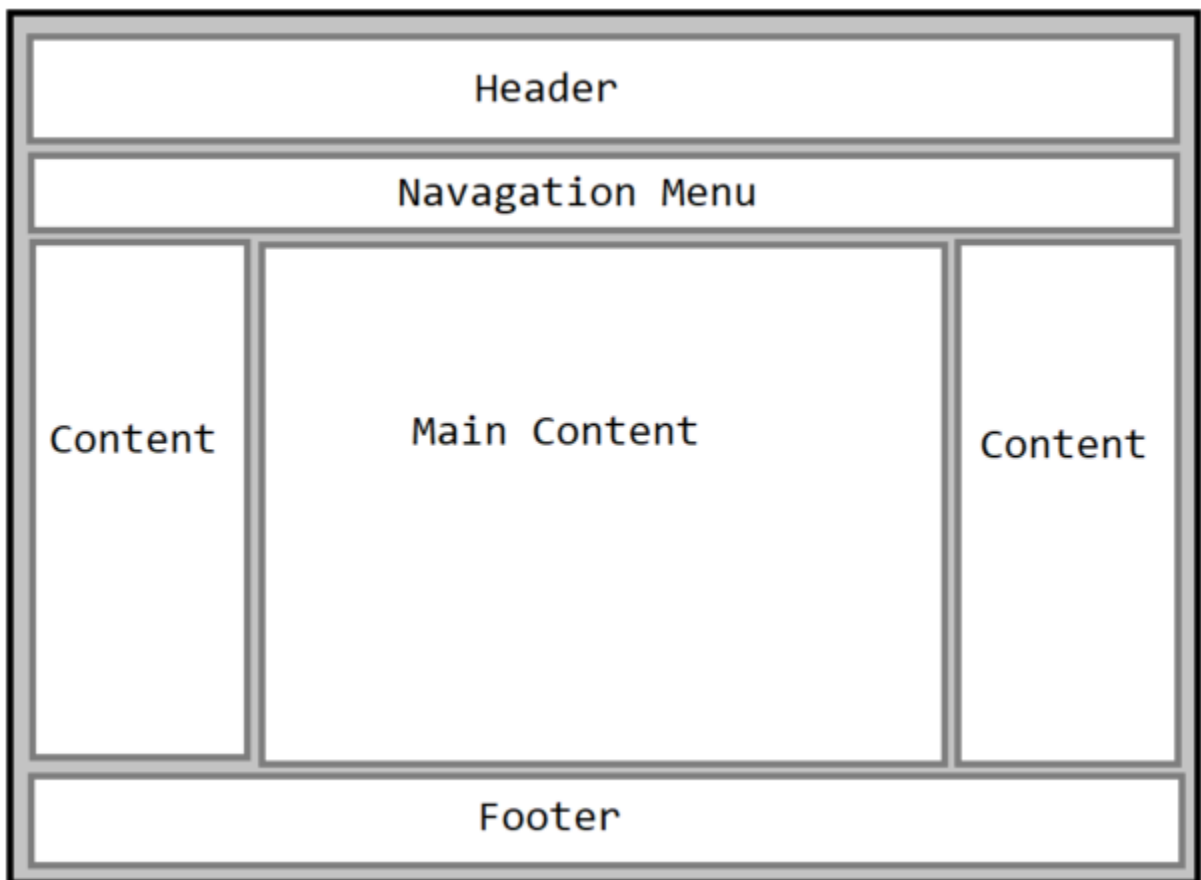 Header
Navagation Menu
Content
Main Content
Content
Footer